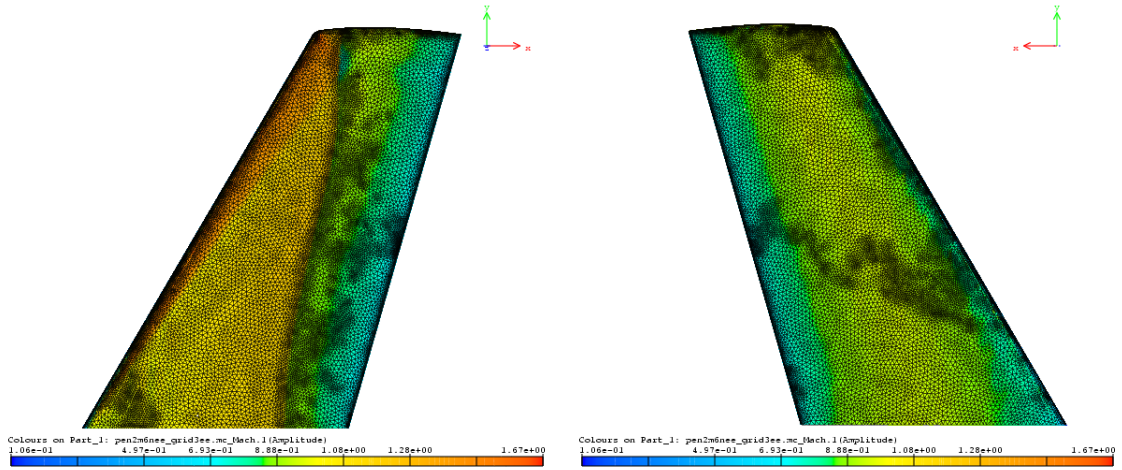 Y
X
Z
Y
X
Colours on Part_1: pen2m6nee_grid3ee.mc_Mach.1(Amplitude)
1.06e-01 4.97e-01 6.93e-01 8.88e-01 1.08e+00 1.28e+00 1.67e+00
Colours on Part_1: pen2m6nee_grid3ee.mc_Mach.1(Amplitude)
1.06e-01 4.97e-01 6.93e-01 8.88e-01 1.08e+00 1.28e+00 1.67e+00